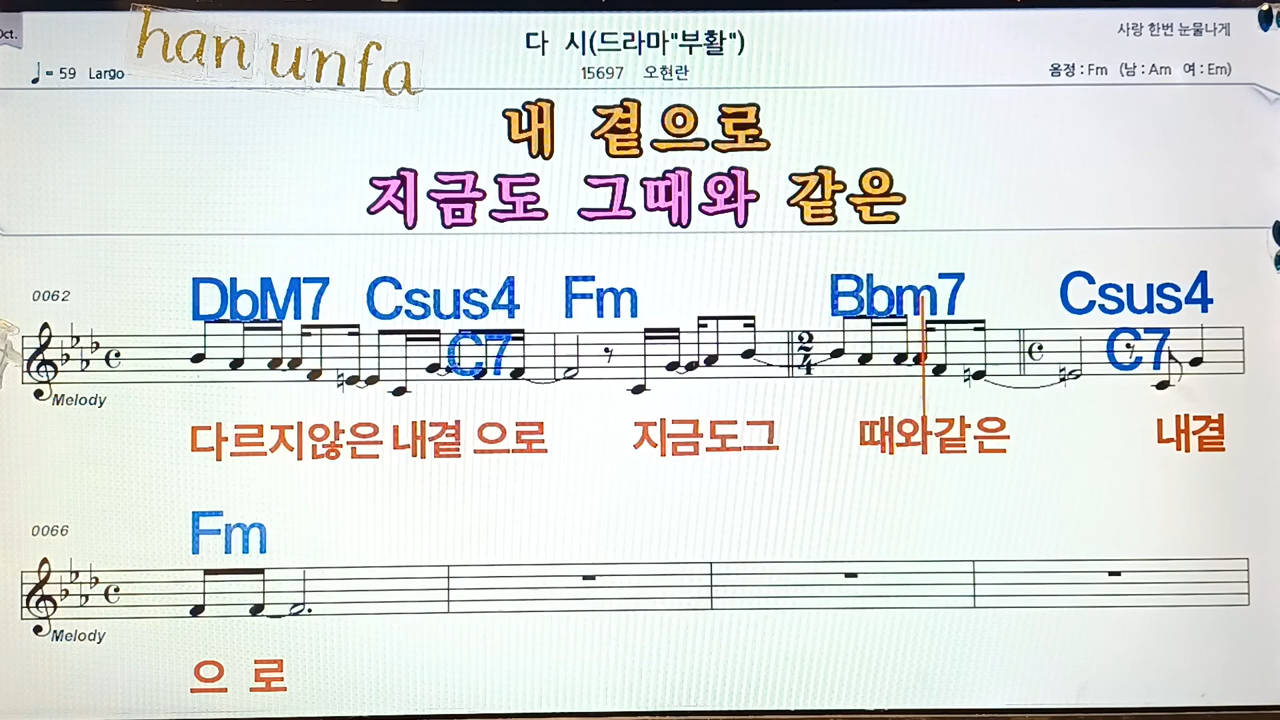 Oct.
han unfa
다 시(드라마"부활")
사랑 한번 눈물나게
♩= 59 Largo
15697 오현란
음정 : Fm (남 : Am 여 : Em)
내 곁으로
지금도 그때와 같은
0062
DbM7 Csus4 Fm Bbm7 Csus4
C7 C7
2
4
Melody
다르지않은 내곁 으로 지금도그 때와같은 내곁
0066
Fm
Melody
으 로